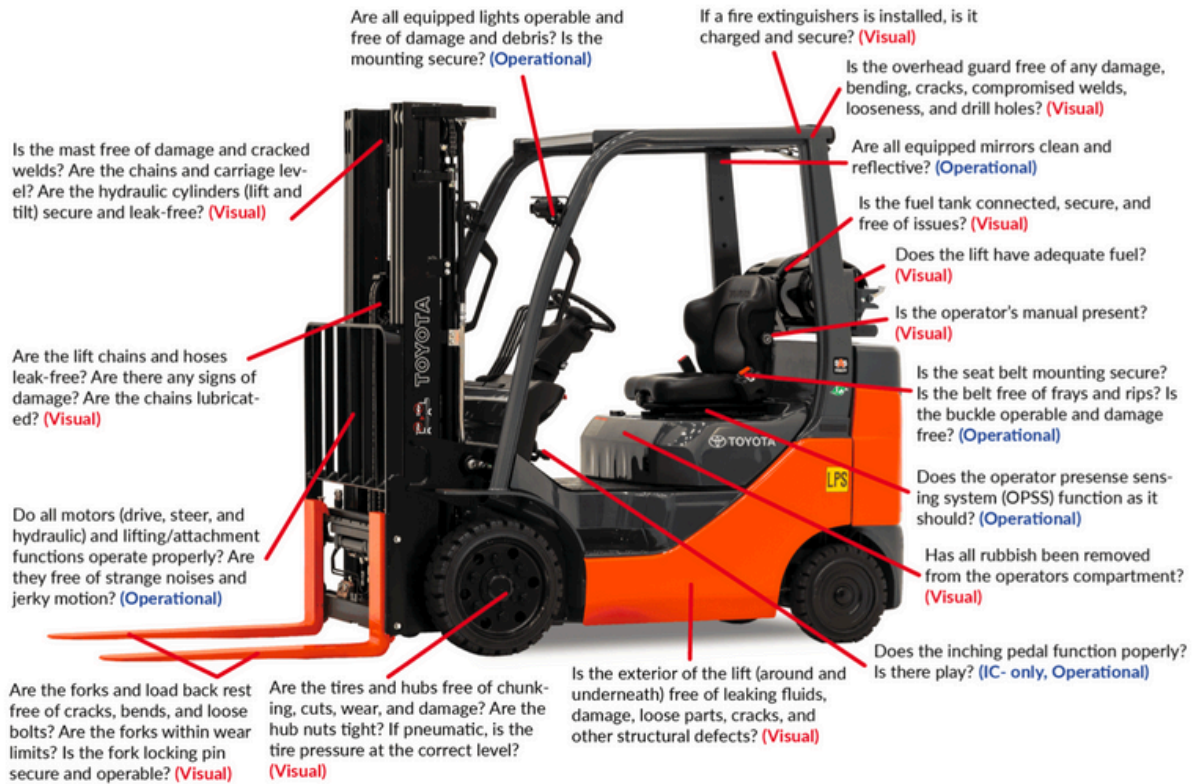 Are all equipped lights operable and
free of damage and debris? Is the
mounting secure? (Operational)
If a fire extinguishers is installed, is it
charged and secure? (Visual)
Is the overhead guard free of any damage,
bending, cracks, compromised welds,
looseness, and drill holes? (Visual)
Is the mast free of damage and cracked
welds? Are the chains and carriage lev-
el? Are the hydraulic cylinders (lift and
tilt) secure and leak-free? (Visual)
Are all equipped mirrors clean and
reflective? (Operational)
Is the fuel tank connected, secure, and
free of issues? (Visual)
Does the lift have adequate fuel?
(Visual)
Is the operator's manual present?
(Visual)
Are the lift chains and hoses
leak-free? Are there any signs of
damage? Are the chains lubricat-
ed? (Visual)
TOYOTA
Is the seat belt mounting secure?
Is the belt free of frays and rips? Is
the buckle operable and damage
free? (Operational)
TOYOTA
LPS
Does the operator presense sens-
ing system (OPSS) function as it
should? (Operational)
Do all motors (drive, steer, and
hydraulic) and lifting/attachment
functions operate properly? Are
they free of strange noises and
jerky motion? (Operational)
Has all rubbish been removed
from the operators compartment?
(Visual)
Does the inching pedal function poperly?
Is there play? (IC- only, Operational)
Are the forks and load back rest
free of cracks, bends, and loose
bolts? Are the forks within wear
limits? Is the fork locking pin
secure and operable? (Visual)
Are the tires and hubs free of chunk-
ing, cuts, wear, and damage? Are the
hub nuts tight? If pneumatic, is the
tire pressure at the correct level?
(Visual)
Is the exterior of the lift (around and
underneath) free of leaking fluids,
damage, loose parts, cracks, and
other structural defects? (Visual)